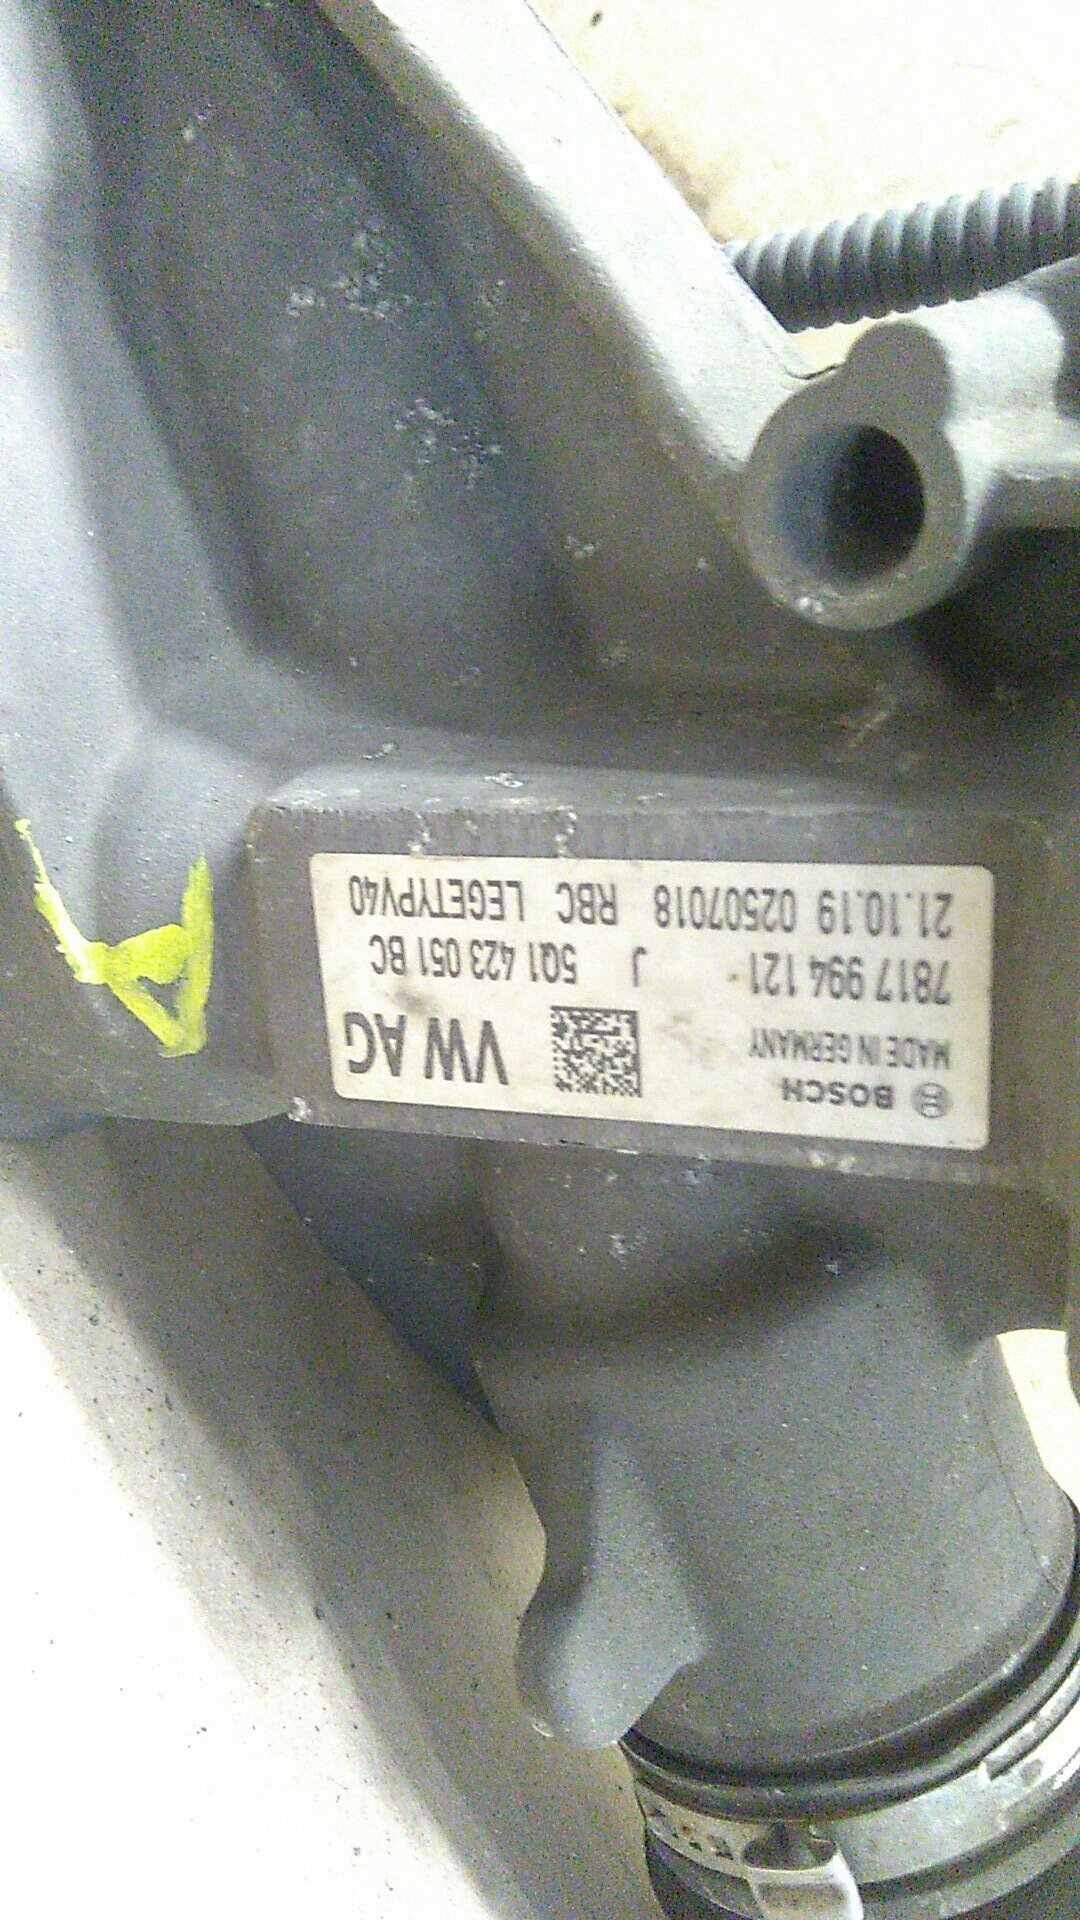 BOSCH
MADE IN GERMANY
VW AG
7817 994 121 J 5Q1 423 051 BC
21.10.19 02507018 RBC LEGETYPV40